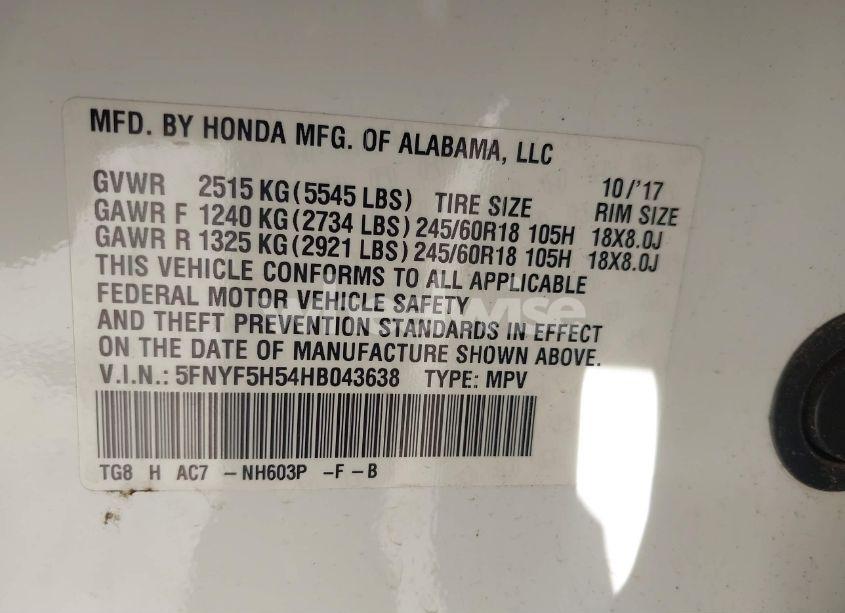 MFD. BY HONDA MFG. OF ALABAMA, LLC
10/'17
GVWR 2515 KG (5545 LBS) TIRE SIZE RIM SIZE
GAWR F 1240 KG (2734 LBS) 245/60R18 105H 18X8.0J
GAWR R 1325 KG (2921 LBS) 245/60R18 105H 18X8.0J
THIS VEHICLE CONFORMS TO ALL APPLICABLE
FEDERAL MOTOR VEHICLE SAFETY
AND THEFT PREVENTION STANDARDS IN EFFECT
ON THE DATE OF MANUFACTURE SHOWN ABOVE.
V.I.N.: 5FNYF5H54HB043638 TYPE: MPV
TG8 H AC7 -NH603P -F-B